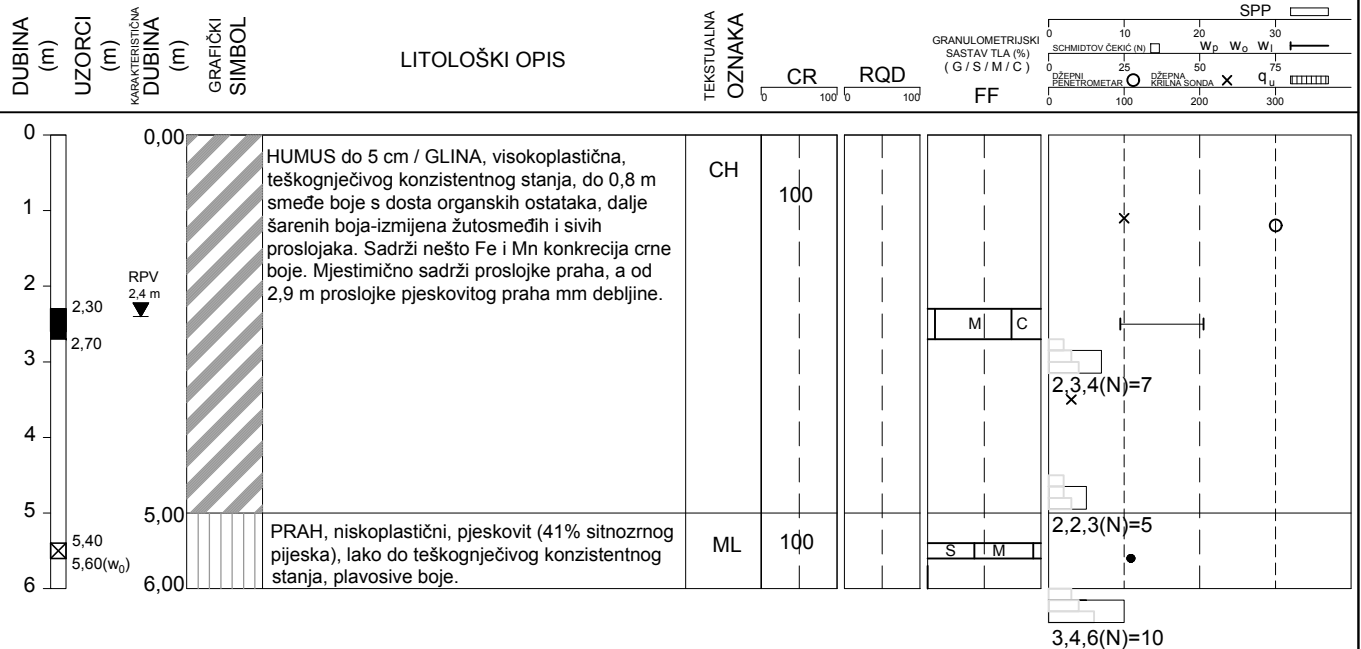 DUBINA
(m)
UZORCI
(m)
KARAKTERISTIČNA
DUBINA
(m)
GRAFIČKI
SIMBOL
LITOLOŠKI OPIS
TEKSTUALNA
OZNAKA
CR
0 100
RQD
0 100
GRANULOMETRIJSKI
SASTAV TLA (%)
( G / S / M / C )
FF
SPP
0 10 20 30
SCHMIDTOV ČEKIĆ (N) Wp Wo Wl
0 25 50 75
DŽEPNI
PENETROMETAR
DŽEPNA
KRILNA SONDA
qu
0 100 200 300
0
1
2
3
4
5
6
2,30
2,70
5,40
5,60(w0)
RPV
2,4 m
0,00
5,00
6,00
HUMUS do 5 cm / GLINA, visokoplastična,
teškognječivog konzistentnog stanja, do 0,8 m
smeđe boje s dosta organskih ostataka, dalje
šarenih boja-izmijena žutosmeđih i sivih
proslojaka. Sadrži nešto Fe i Mn konkrecija crne
boje. Mjestimično sadrži proslojke praha, a od
2,9 m proslojke pjeskovitog praha mm debljine.
CH
100
M C
2,3,4(N)=7
2,2,3(N)=5
PRAH, niskoplastični, pjeskovit (41% sitnozrnog
pijeska), lako do teškognječivog konzistentnog
stanja, plavosive boje.
ML
100
S M
3,4,6(N)=10